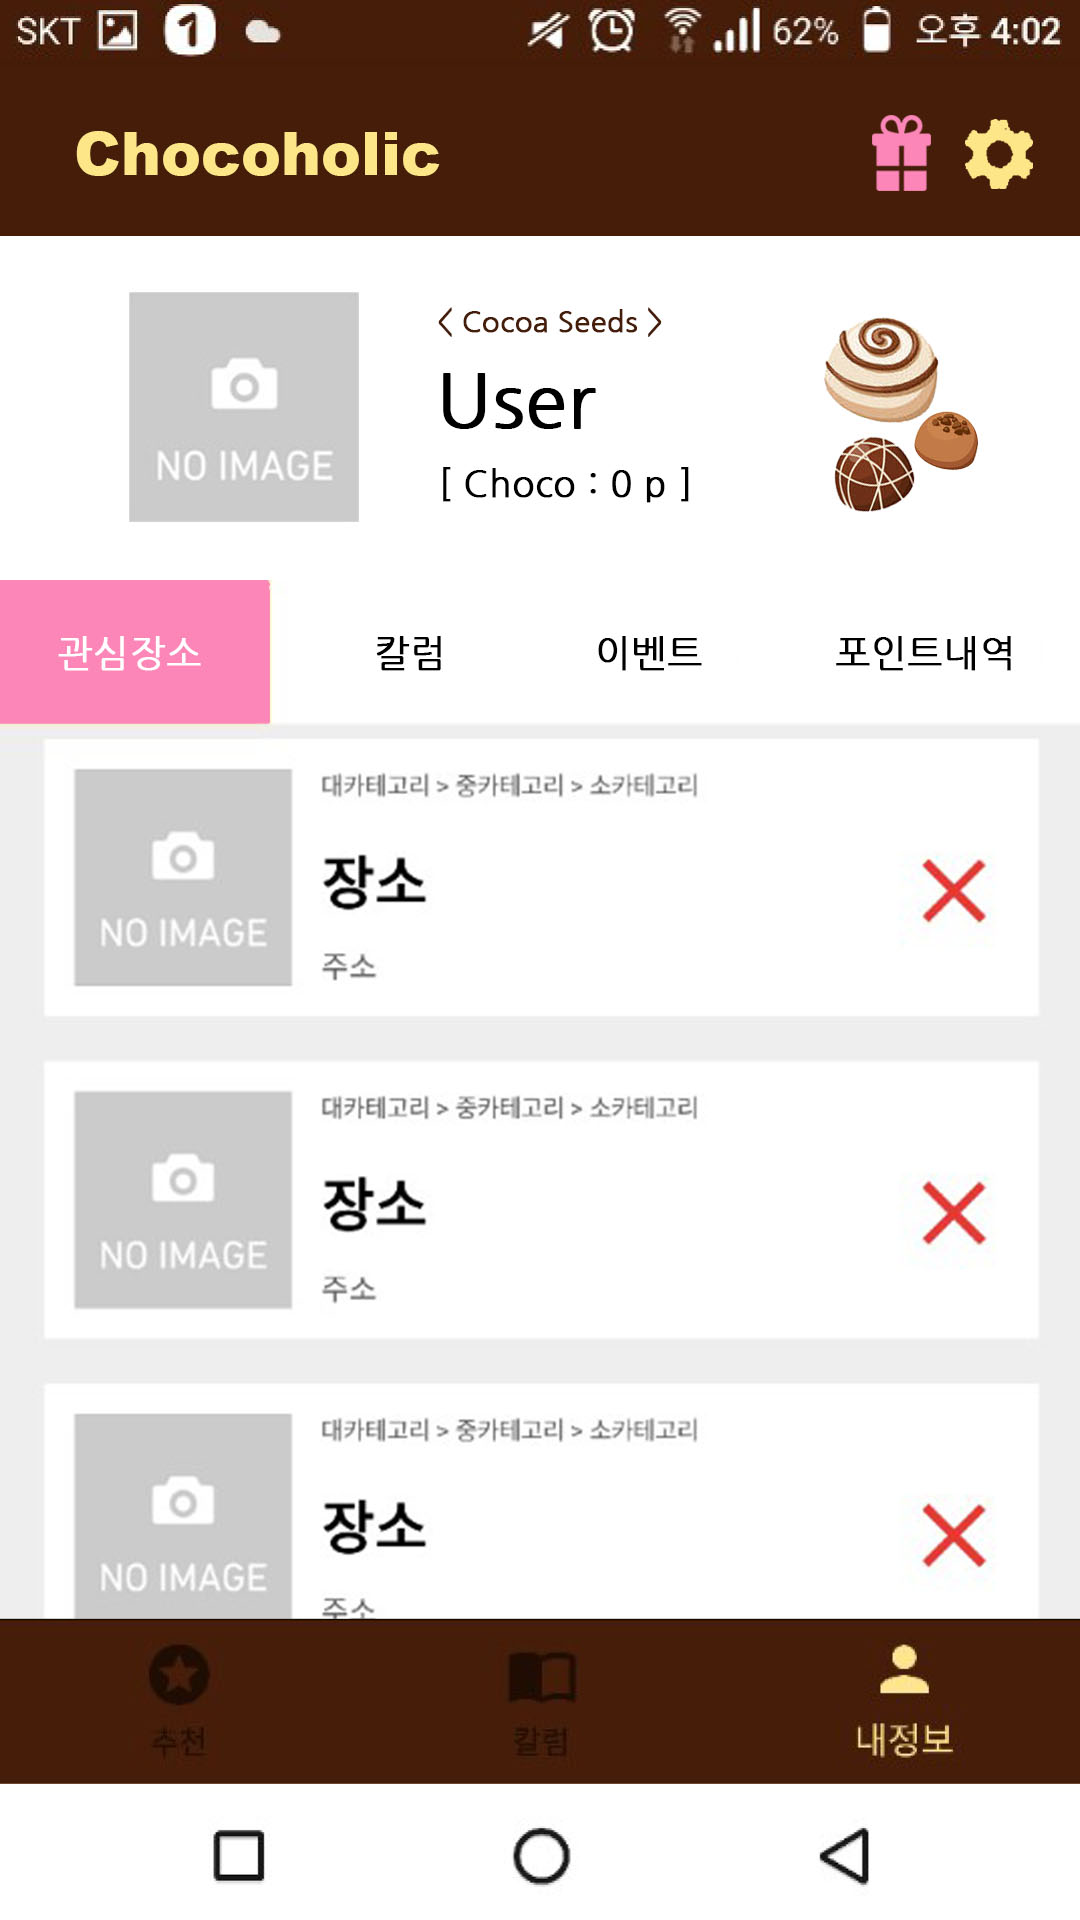 SKT 1 62% 오후 4:02
Chocoholic
〈 Cocoa Seeds 〉
NO IMAGE
User
[ Choco : 0 p ]
관심장소 칼럼 이벤트 포인트내역
대카테고리 > 중카테고리 > 소카테고리
장소
NO IMAGE
주소
대카테고리 > 중카테고리 > 소카테고리
장소
NO IMAGE
주소
대카테고리 > 중카테고리 > 소카테고리
장소
NO IMAGE
주소
추천 칼럼 내정보